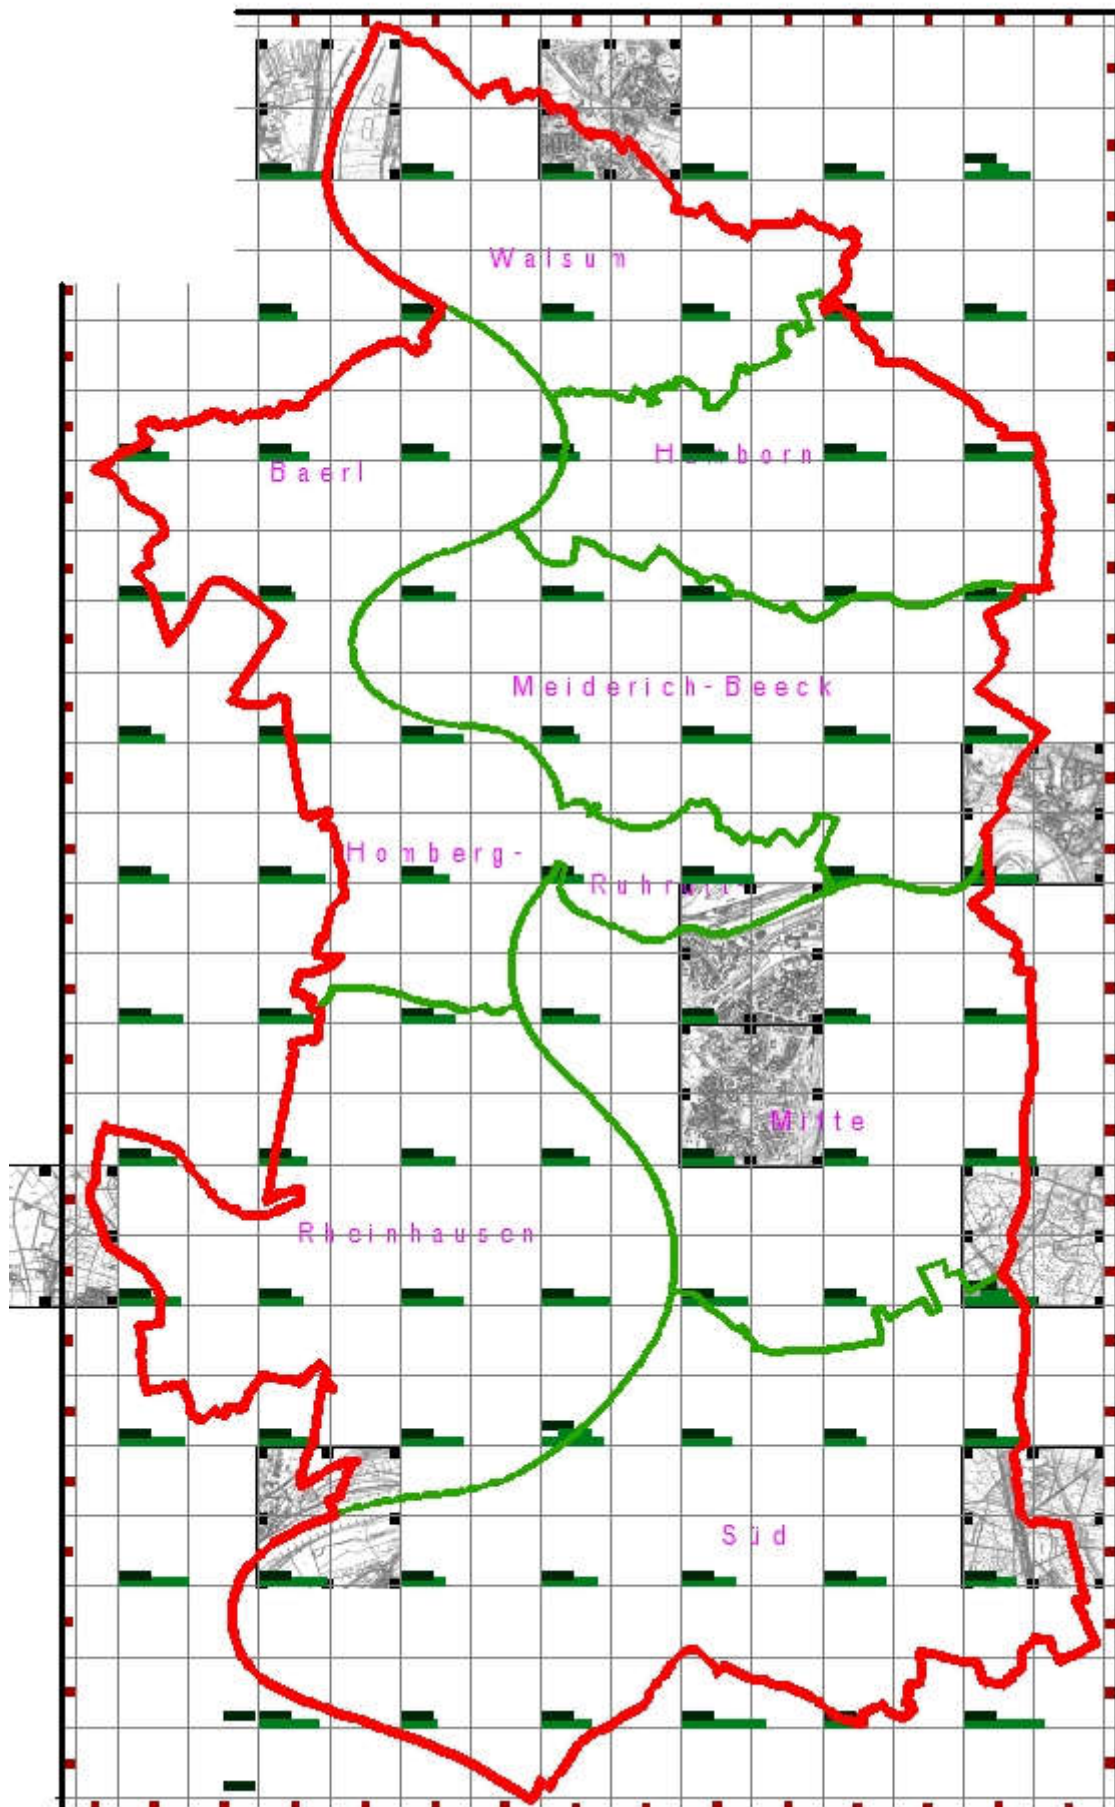 Walsum
Hamborn
Baerl
Meiderich-Beeck
Homberg-
Ruhrort-
Mitte
Rheinhausen
Süd